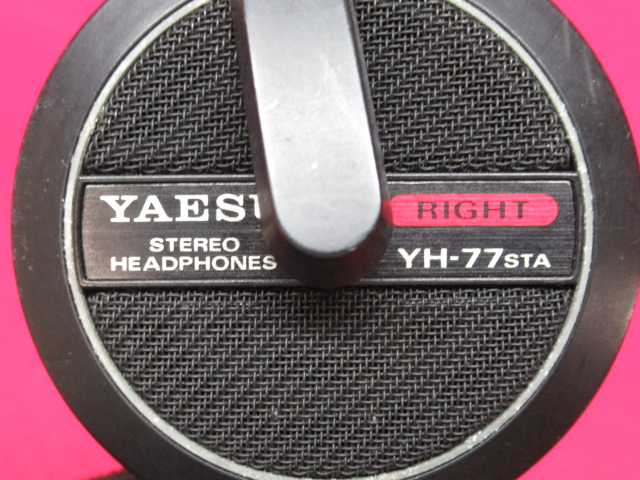 YAESU
RIGHT
STEREO
HEADPHONES
YH-77STA